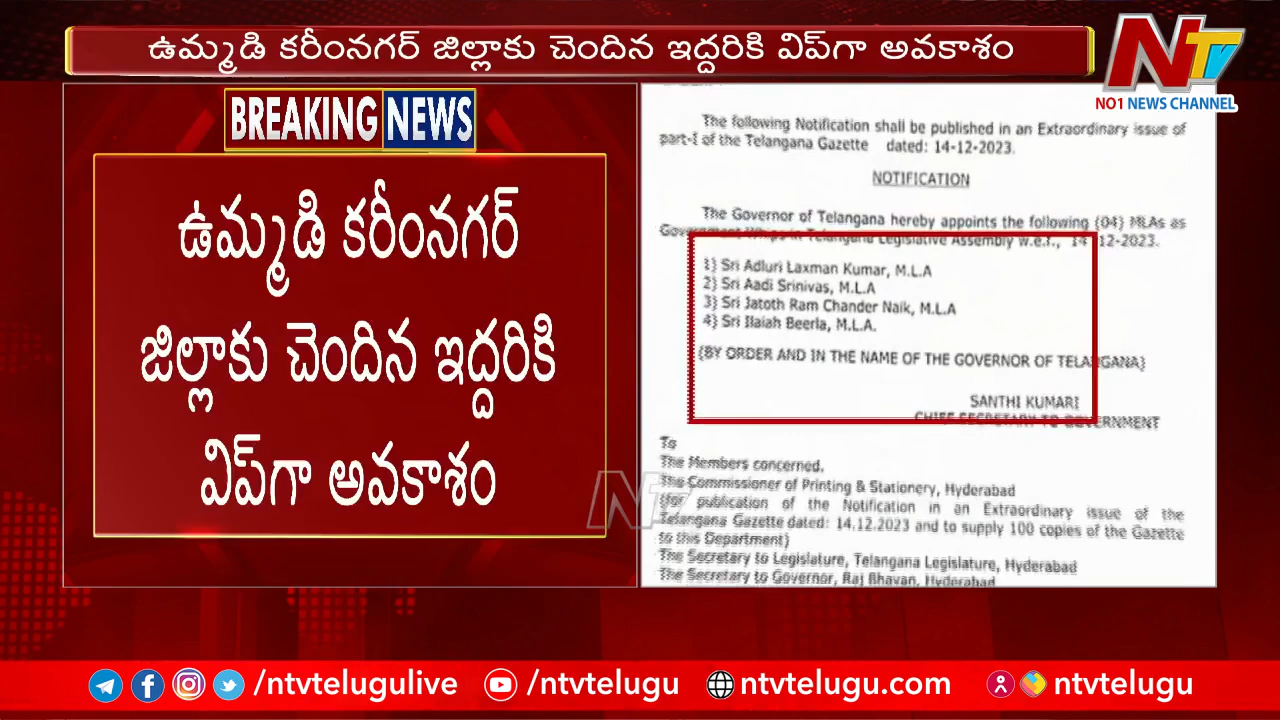 ఉమ్మడి కరీంనగర్ జిల్లాకు చెందిన ఇద్దరికి విప్‌గా అవకాశం
NTV
NO1 NEWS CHANNEL
BREAKING NEWS
ఉమ్మడి కరీంనగర్
జిల్లాకు చెందిన ఇద్దరికి
విప్‌గా అవకాశం
The following Notification shall be published in an Extraordinary issue of
part-I of the Telangana Gazette dated: 14-12-2023.
NOTIFICATION
The Governor of Telangana hereby appoints the following (04) MLAs as
Government Whips in Telangana Legislative Assembly w.e.f., 14-12-2023.
1) Sri Adluri Laxman Kumar, M.L.A
2) Sri Aadi Srinivas, M.L.A
3) Sri Jatoth Ram Chander Naik, M.L.A
4) Sri Ilaiah Beerla, M.L.A.
{BY ORDER AND IN THE NAME OF THE GOVERNOR OF TELANGANA}
SANTHI KUMARI
CHIEF SECRETARY TO GOVERNMENT
To
The Members concerned.
The Commissioner of Printing & Stationery, Hyderabad
(for publication of the Notification in an Extraordinary issue of the
Telangana Gazette dated: 14.12.2023 and to supply 100 copies of the Gazette
to this Department)
The Secretary to Legislature, Telangana Legislature, Hyderabad
The Secretary to Governor, Raj Bhavan, Hyderabad
NTV
/ntvtelugulive
/ntvtelugu
ntvtelugu.com
ntvtelugu